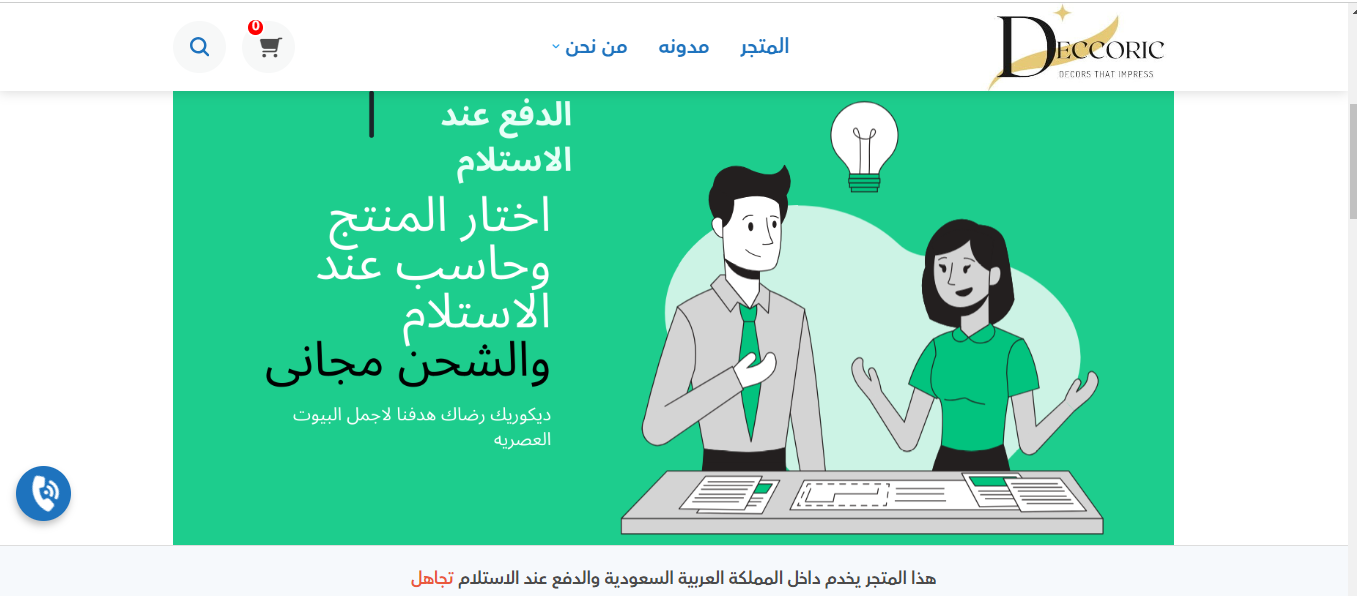 DECCORIC
DECORS THAT IMPRESS
المتجر
مدونه
من نحن
0
الدفع عند
الاستلام
اختار المنتج
وحاسب عند
الاستلام
والشحن مجانى
ديكوريك رضاك هدفنا لاجمل البيوت
العصريه
هذا المتجر يخدم داخل المملكة العربية السعودية والدفع عند الاستلام تجاهل